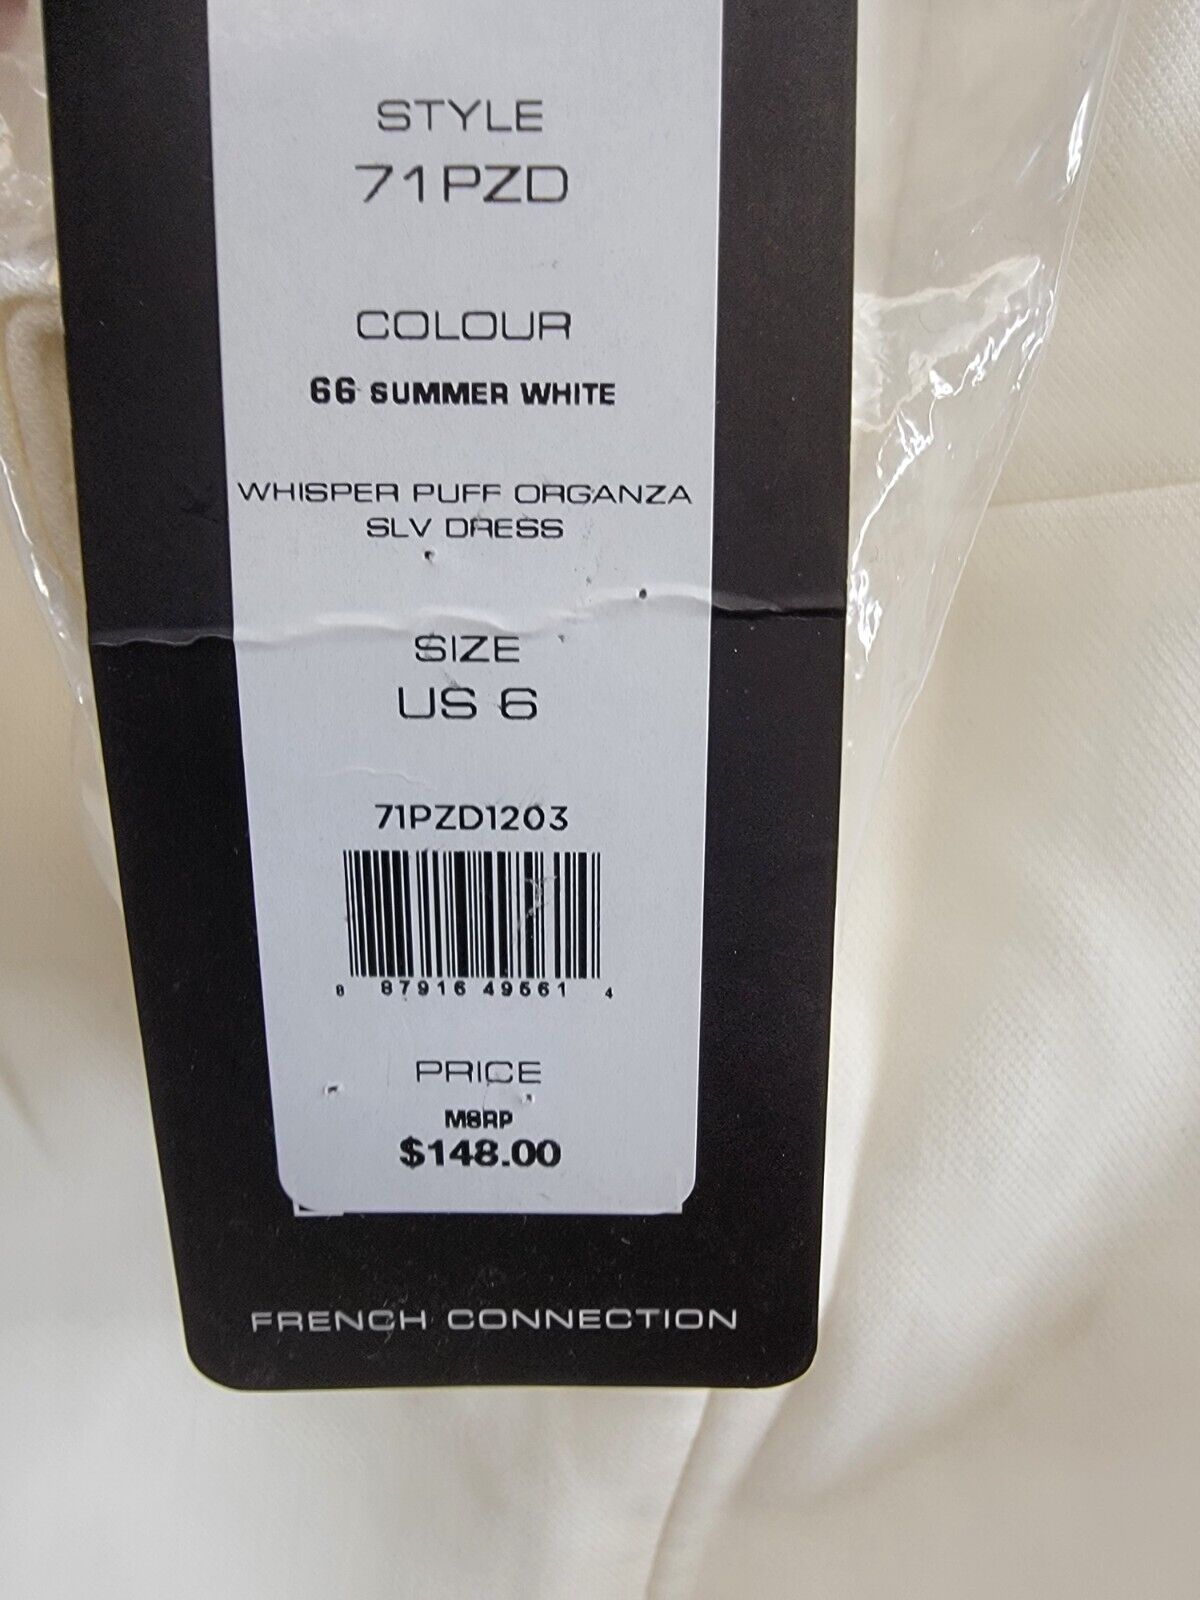 STYLE
71PZD
COLOUR
66 SUMMER WHITE
WHISPER PUFF ORGANZA
SLV DRESS
SIZE
US 6
71PZD1203
8 87916 49561 4
PRICE
MSRP
$148.00
FRENCH CONNECTION